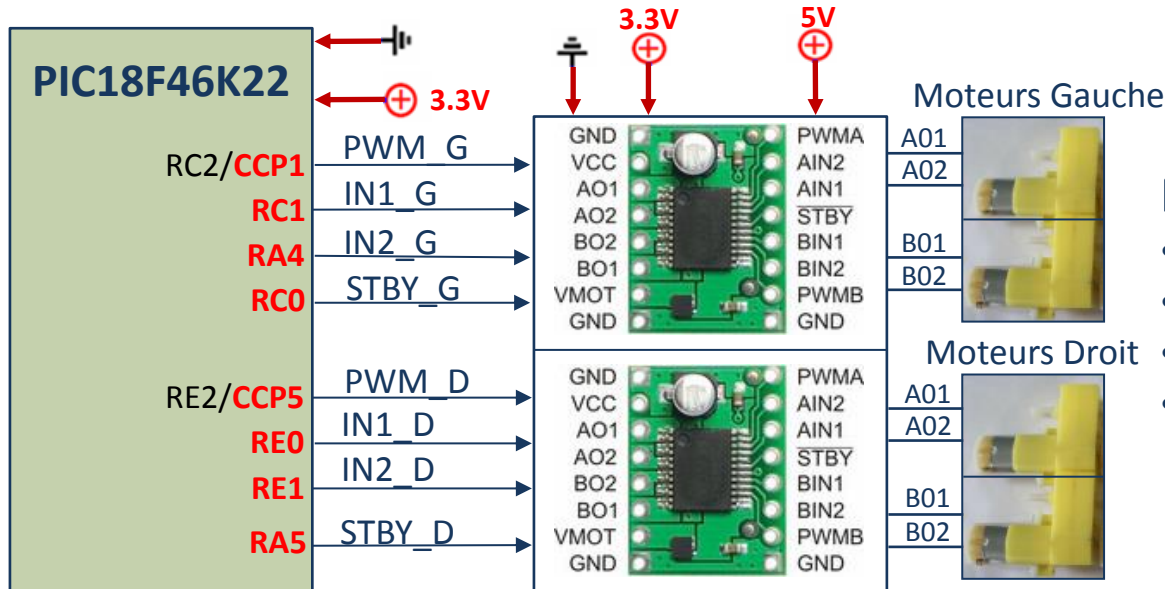 3.3V
5V
PIC18F46K22
3.3V
Moteurs Gauche
RC2/CCP1
PWM_G
RC1
IN1_G
RA4
IN2_G
RC0
STBY_G
GND
VCC
AO1
AO2
BO2
BO1
VMOT
GND
PWMA
AIN2
AIN1
STBY
BIN1
BIN2
PWMB
GND
A01
A02
B01
B02
Moteurs Droit
RE2/CCP5
PWM_D
RE0
IN1_D
RE1
IN2_D
RA5
STBY_D
GND
VCC
AO1
AO2
BO2
BO1
VMOT
GND
PWMA
AIN2
AIN1
STBY
BIN1
BIN2
PWMB
GND
A01
A02
B01
B02